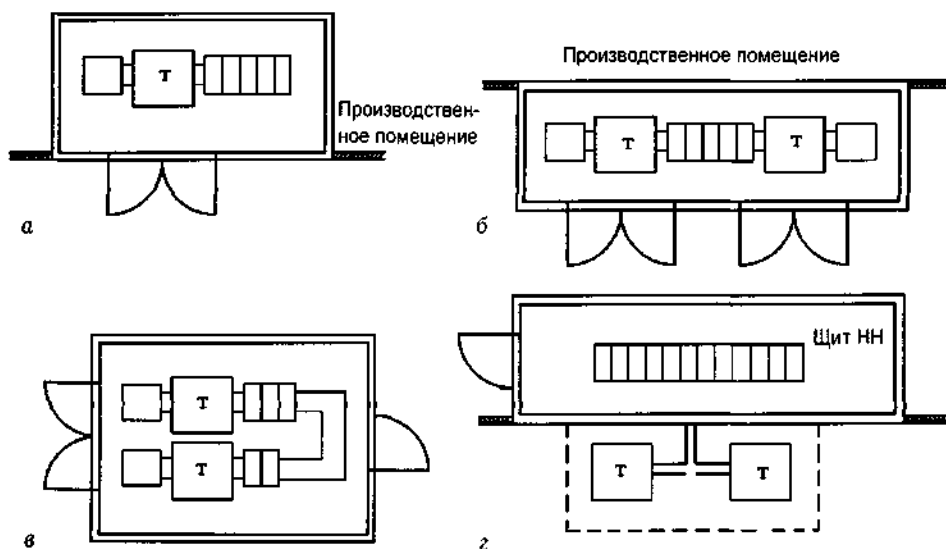 Т
Производствен-
ное помещение
а
Производственное помещение
Т
Т
б
Т
Т
в
Щит НН
Т
Т
г